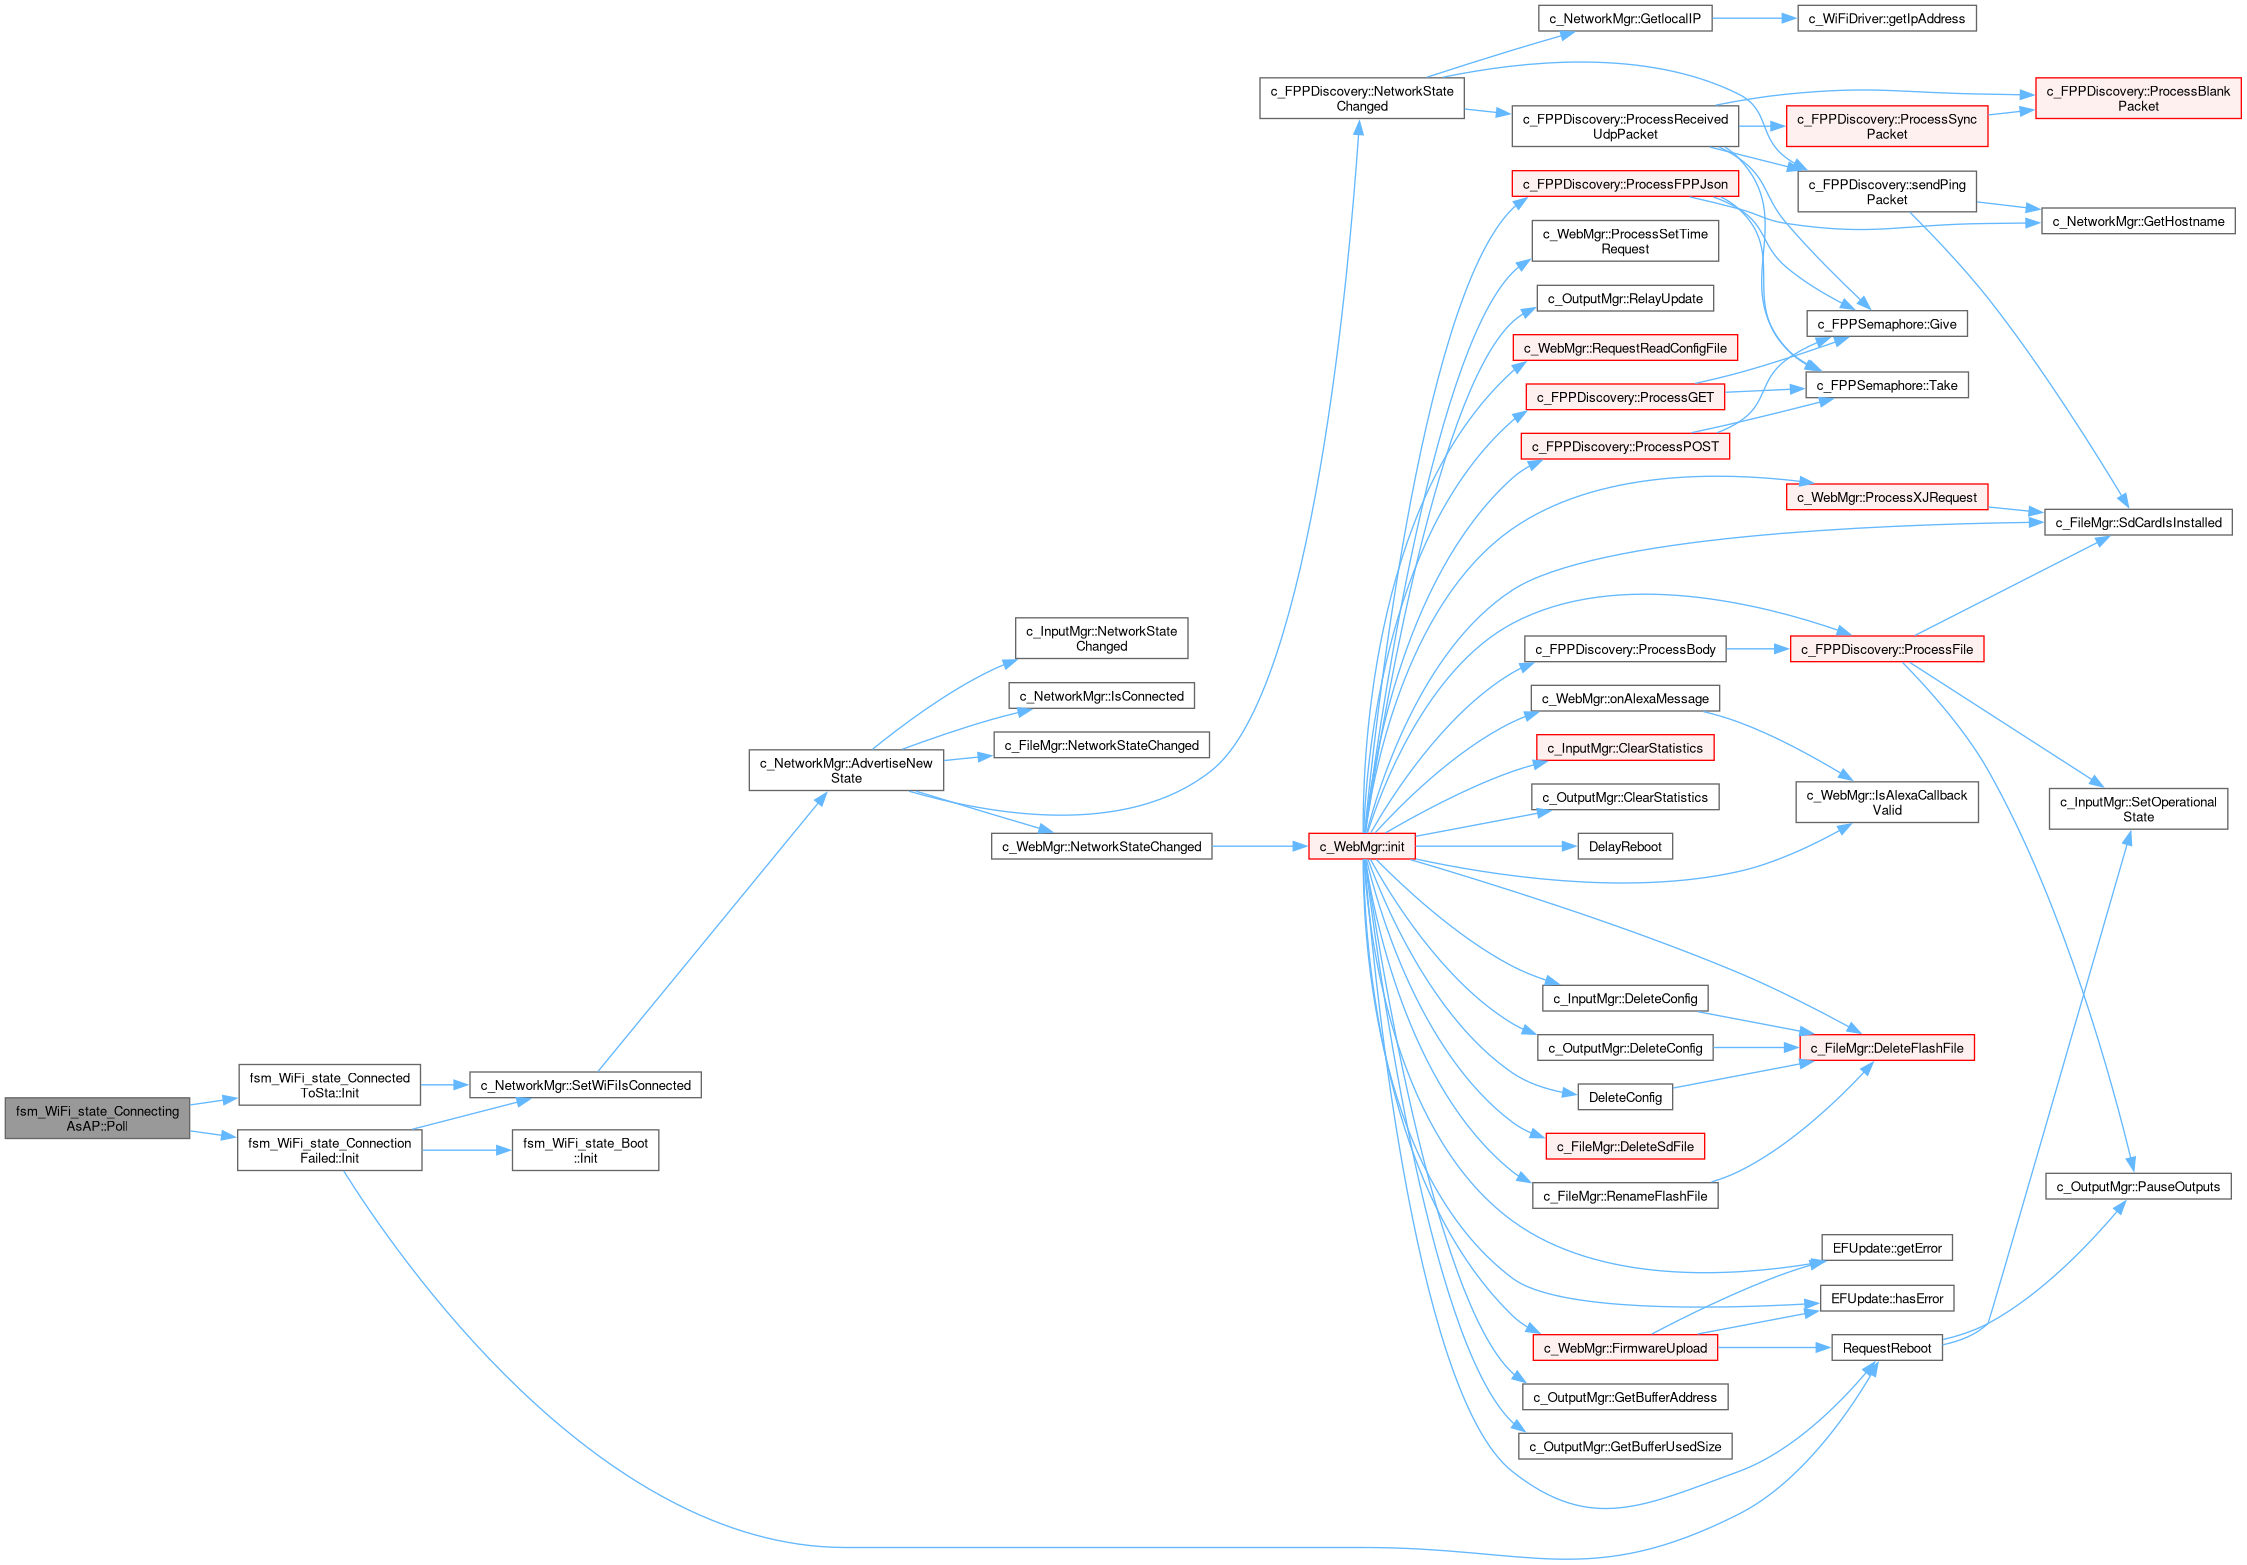 c_NetworkMgr::GetlocalIP
c_WiFiDriver::getIpAddress
c_FPPDiscovery::NetworkState
Changed
c_FPPDiscovery::ProcessBlank
Packet
c_FPPDiscovery::ProcessReceived
UdpPacket
c_FPPDiscovery::ProcessSync
Packet
c_FPPDiscovery::ProcessFPPJson
c_FPPDiscovery::sendPing
Packet
c_NetworkMgr::GetHostname
c_WebMgr::ProcessSetTime
Request
c_OutputMgr::RelayUpdate
c_FPPSemaphore::Give
c_WebMgr::RequestReadConfigFile
c_FPPSemaphore::Take
c_FPPDiscovery::ProcessGET
c_FPPDiscovery::ProcessPOST
c_WebMgr::ProcessXJRequest
c_FileMgr::SdCardIsInstalled
c_InputMgr::NetworkState
Changed
c_FPPDiscovery::ProcessBody
c_FPPDiscovery::ProcessFile
c_NetworkMgr::IsConnected
c_WebMgr::onAlexaMessage
c_FileMgr::NetworkStateChanged
c_InputMgr::ClearStatistics
c_NetworkMgr::AdvertiseNew
State
c_OutputMgr::ClearStatistics
c_WebMgr::IsAlexaCallback
Valid
c_InputMgr::SetOperational
State
c_WebMgr::NetworkStateChanged
c_WebMgr::init
DelayReboot
c_InputMgr::DeleteConfig
c_OutputMgr::DeleteConfig
c_FileMgr::DeleteFlashFile
fsm_WiFi_state_Connected
ToSta::Init
c_NetworkMgr::SetWiFiIsConnected
DeleteConfig
fsm_WiFi_state_Connecting
AsAP::Poll
fsm_WiFi_state_Connection
Failed::Init
fsm_WiFi_state_Boot
::Init
c_FileMgr::DeleteSdFile
c_FileMgr::RenameFlashFile
c_OutputMgr::PauseOutputs
EFUpdate::getError
EFUpdate::hasError
c_WebMgr::FirmwareUpload
RequestReboot
c_OutputMgr::GetBufferAddress
c_OutputMgr::GetBufferUsedSize